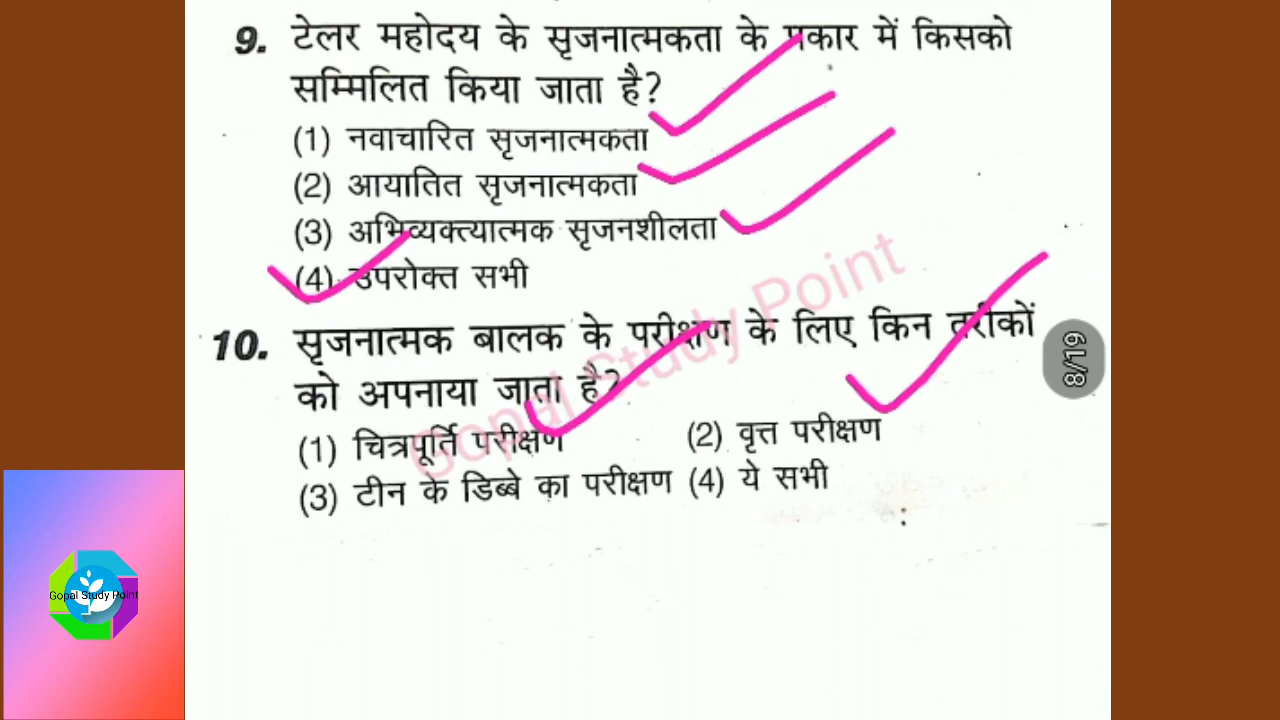 9. टेलर महोदय के सृजनात्मकता के प्रकार में किसको
सम्मिलित किया जाता है?
(1) नवाचारित सृजनात्मकता
(2) आयातित सृजनात्मकता
(3) अभिव्यक्त्यात्मक सृजनशीलता
(4) उपरोक्त सभी
10. सृजनात्मक बालक के परीक्षण के लिए किन तरीकों
को अपनाया जाता है?
(1) चित्रपूर्ति परीक्षण (2) वृत्त परीक्षण
(3) टीन के डिब्बे का परीक्षण (4) ये सभी
Gopal Study Point
8/19
Gopal Study Point